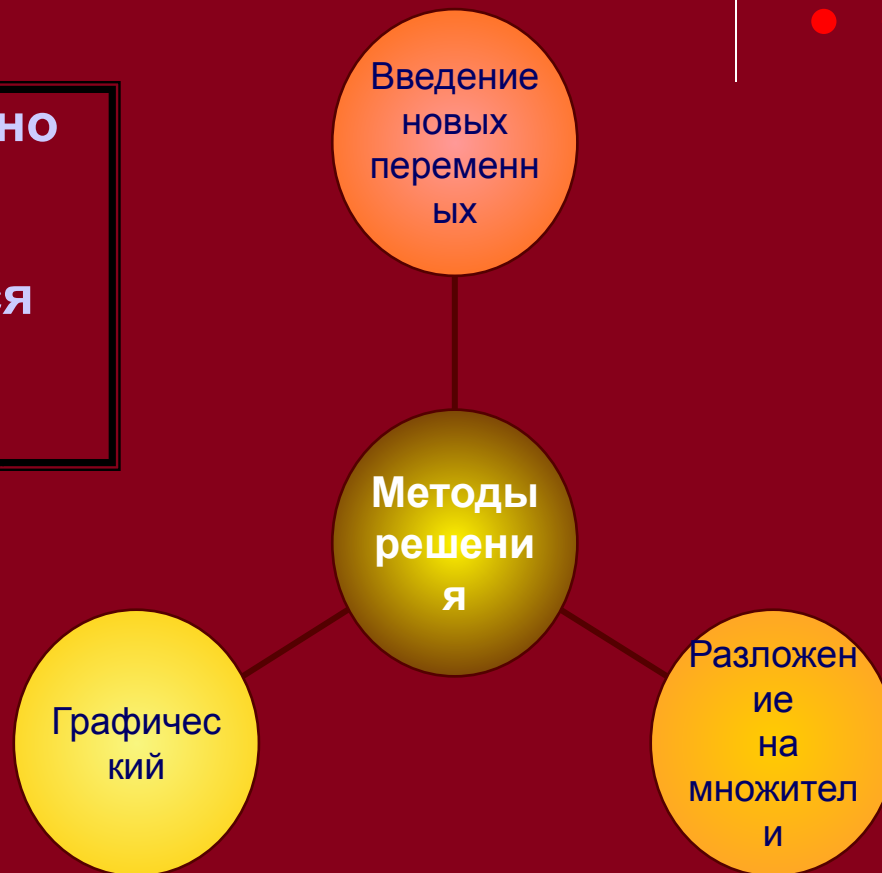 но
ся
Введение
новых
переменн
ых
Методы
решени
я
Графичес
кий
Разложен
ие
на
множител
и